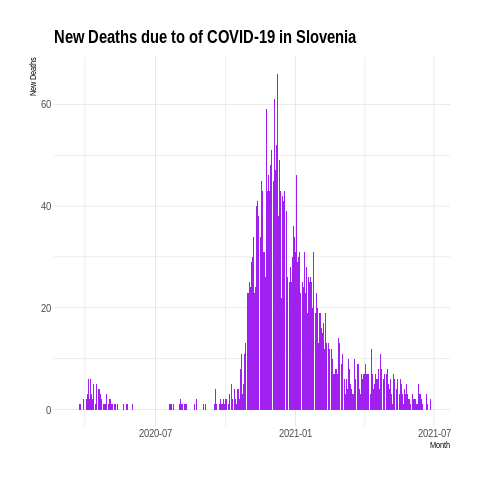 New Deaths due to of COVID-19 in Slovenia
New Deaths
60
40
20
0
2020-07
2021-01
2021-07
Month